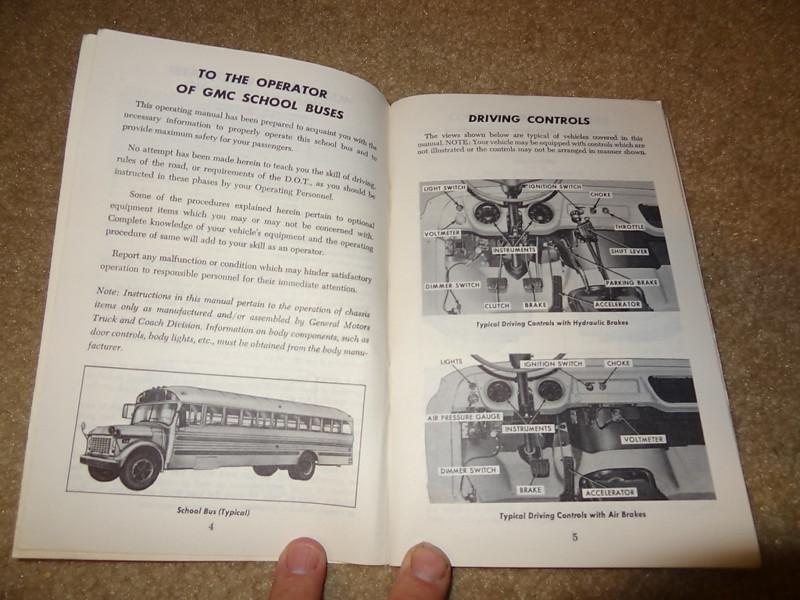 TO THE OPERATOR
OF GMC SCHOOL BUSES
This operating manual has been prepared to acquaint you with the
necessary information to properly operate this school bus and to
provide maximum safety for your passengers.
No attempt has been made herein to teach you the skill of driving,
rules of the road, or requirements of the D.O.T., as you should be
instructed in these phases by your Operating Personnel.
Some of the procedures explained herein pertain to optional
equipment items which you may or may not be concerned with.
Complete knowledge of your vehicle's equipment and the operating
procedure of same will add to your skill as an operator.
Report any malfunction or condition which may hinder satisfactory
operation to responsible personnel for their immediate attention.
Note: Instructions in this manual pertain to the operation of chassis
items only as manufactured and/or assembled by General Motors
Truck and Coach Division. Information on body components, such as
door controls, body lights, etc., must be obtained from the body manu-
facturer.
School Bus (Typical)
4
DRIVING CONTROLS
The views shown below are typical of vehicles covered in this
manual. NOTE: Your vehicle may be equipped with controls which are
not illustrated or the controls may not be arranged in manner shown.
LIGHT SWITCH
IGNITION SWITCH
CHOKE
THROTTLE
VOLTMETER
INSTRUMENTS
SHIFT LEVER
DIMMER SWITCH
PARKING BRAKE
CLUTCH
BRAKE
ACCELERATOR
Typical Driving Controls with Hydraulic Brakes
LIGHTS
IGNITION SWITCH
CHOKE
AIR PRESSURE GAUGE
INSTRUMENTS
VOLTMETER
DIMMER SWITCH
BRAKE
ACCELERATOR
Typical Driving Controls with Air Brakes
5